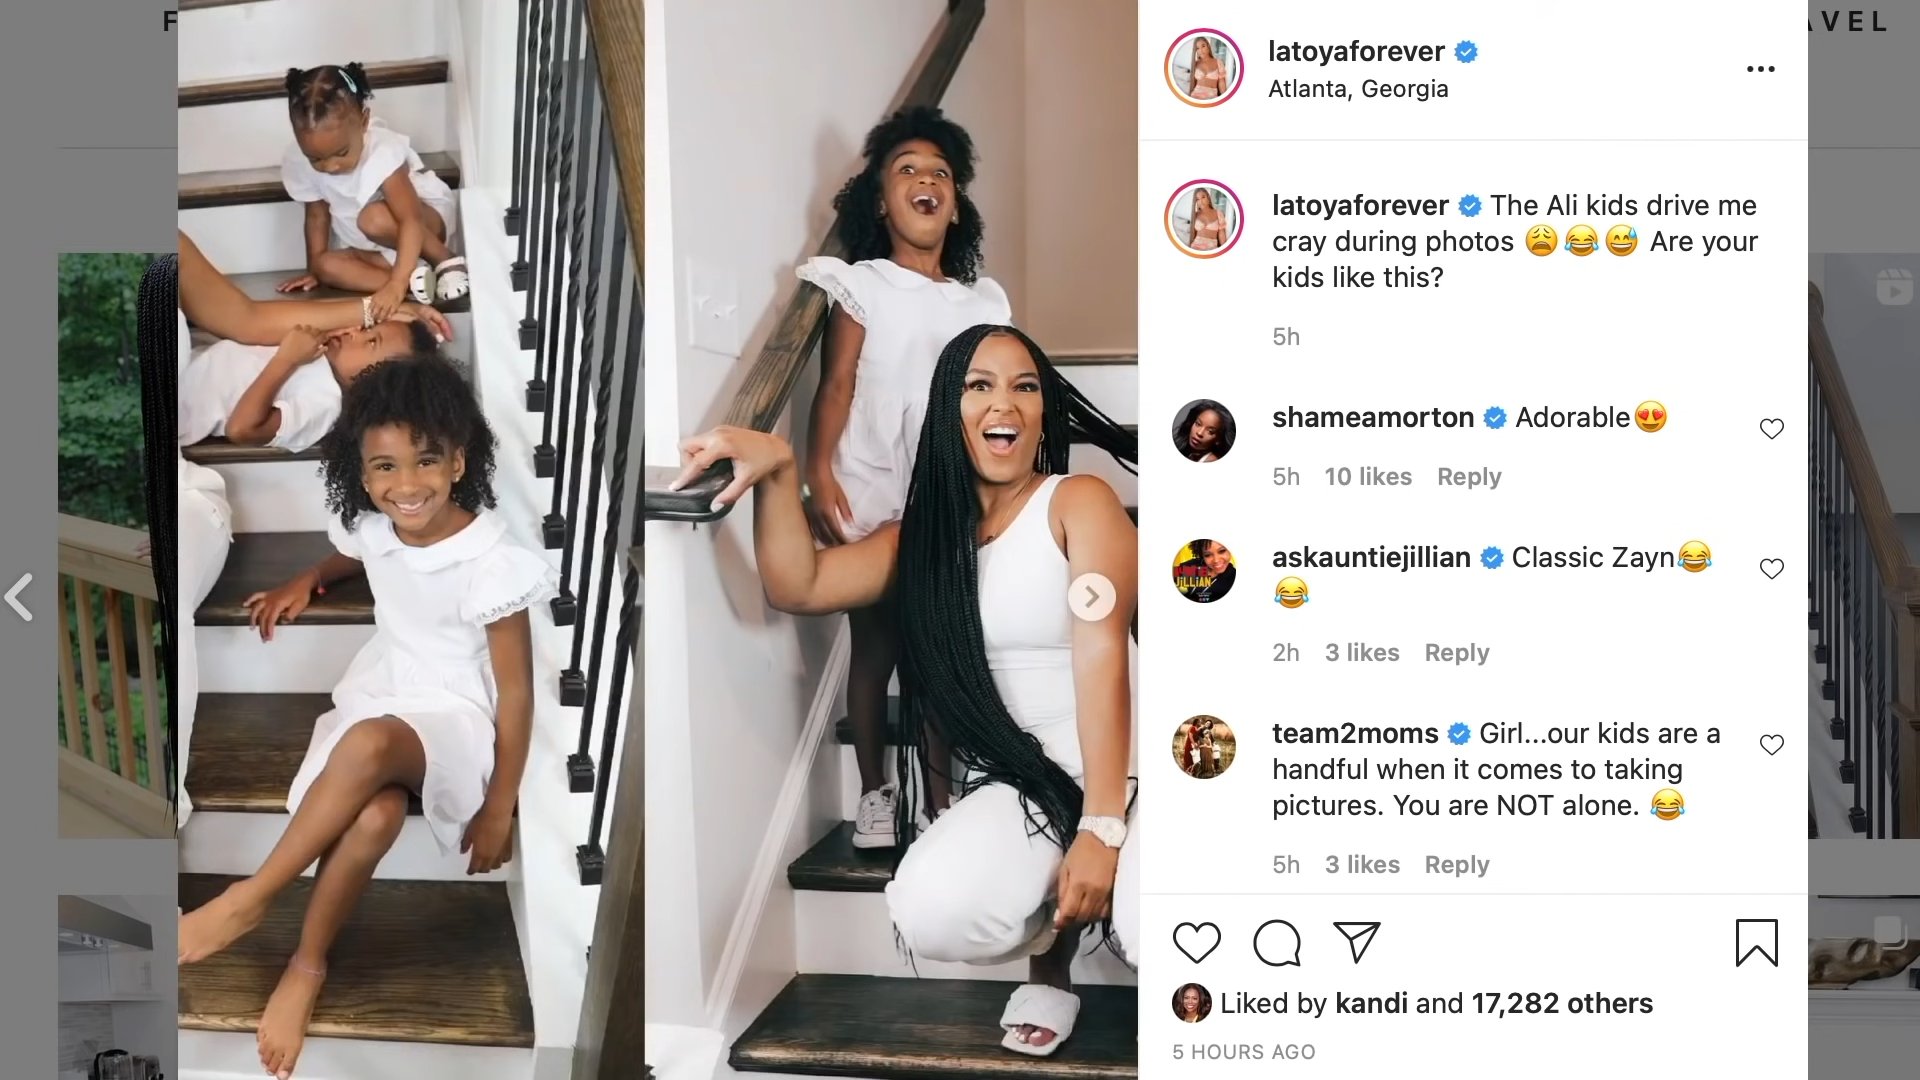 F
AVEL
latoyaforever
Atlanta, Georgia
latoyaforever The Ali kids drive me
cray during photos 😩😂😅 Are your
kids like this?
5h
shameamorton Adorable😍
5h 10 likes Reply
JILLIAN
askauntiejillian Classic Zayn😂
😂
2h 3 likes Reply
team2moms Girl...our kids are a
handful when it comes to taking
pictures. You are NOT alone. 😂
5h 3 likes Reply
Liked by kandi and 17,282 others
5 HOURS AGO